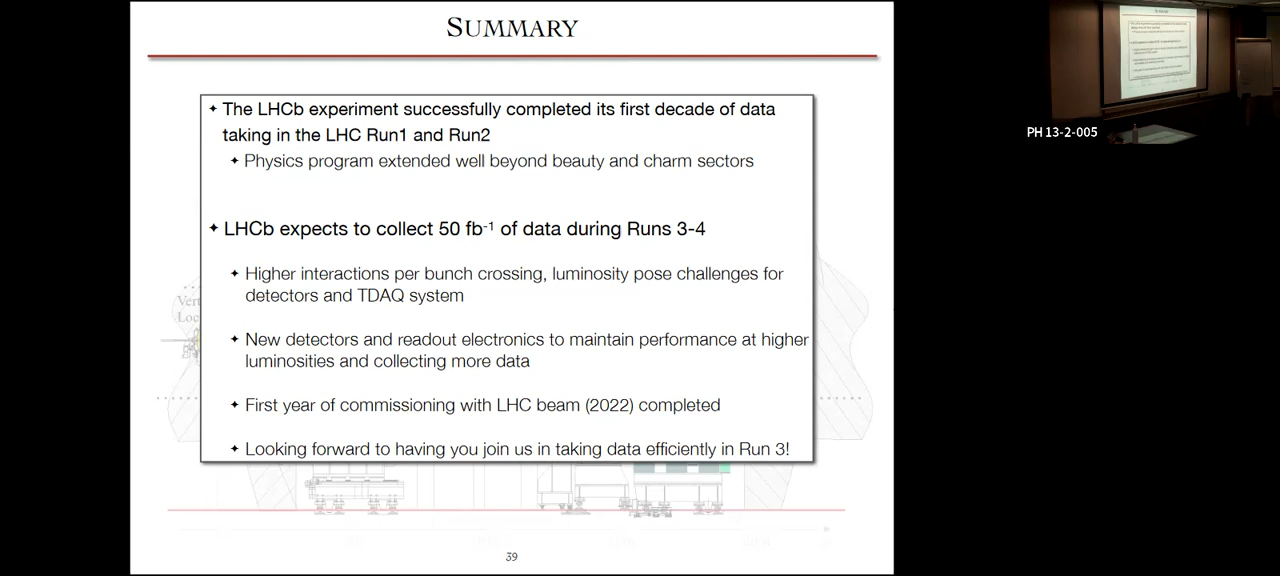 SUMMARY
✦ The LHCb experiment successfully completed its first decade of data
taking in the LHC Run1 and Run2
✦ Physics program extended well beyond beauty and charm sectors
✦ LHCb expects to collect 50 fb⁻¹ of data during Runs 3-4
✦ Higher interactions per bunch crossing, luminosity pose challenges for
detectors and TDAQ system
✦ New detectors and readout electronics to maintain performance at higher
luminosities and collecting more data
✦ First year of commissioning with LHC beam (2022) completed
✦ Looking forward to having you join us in taking data efficiently in Run 3!
39
PH 13-2-005